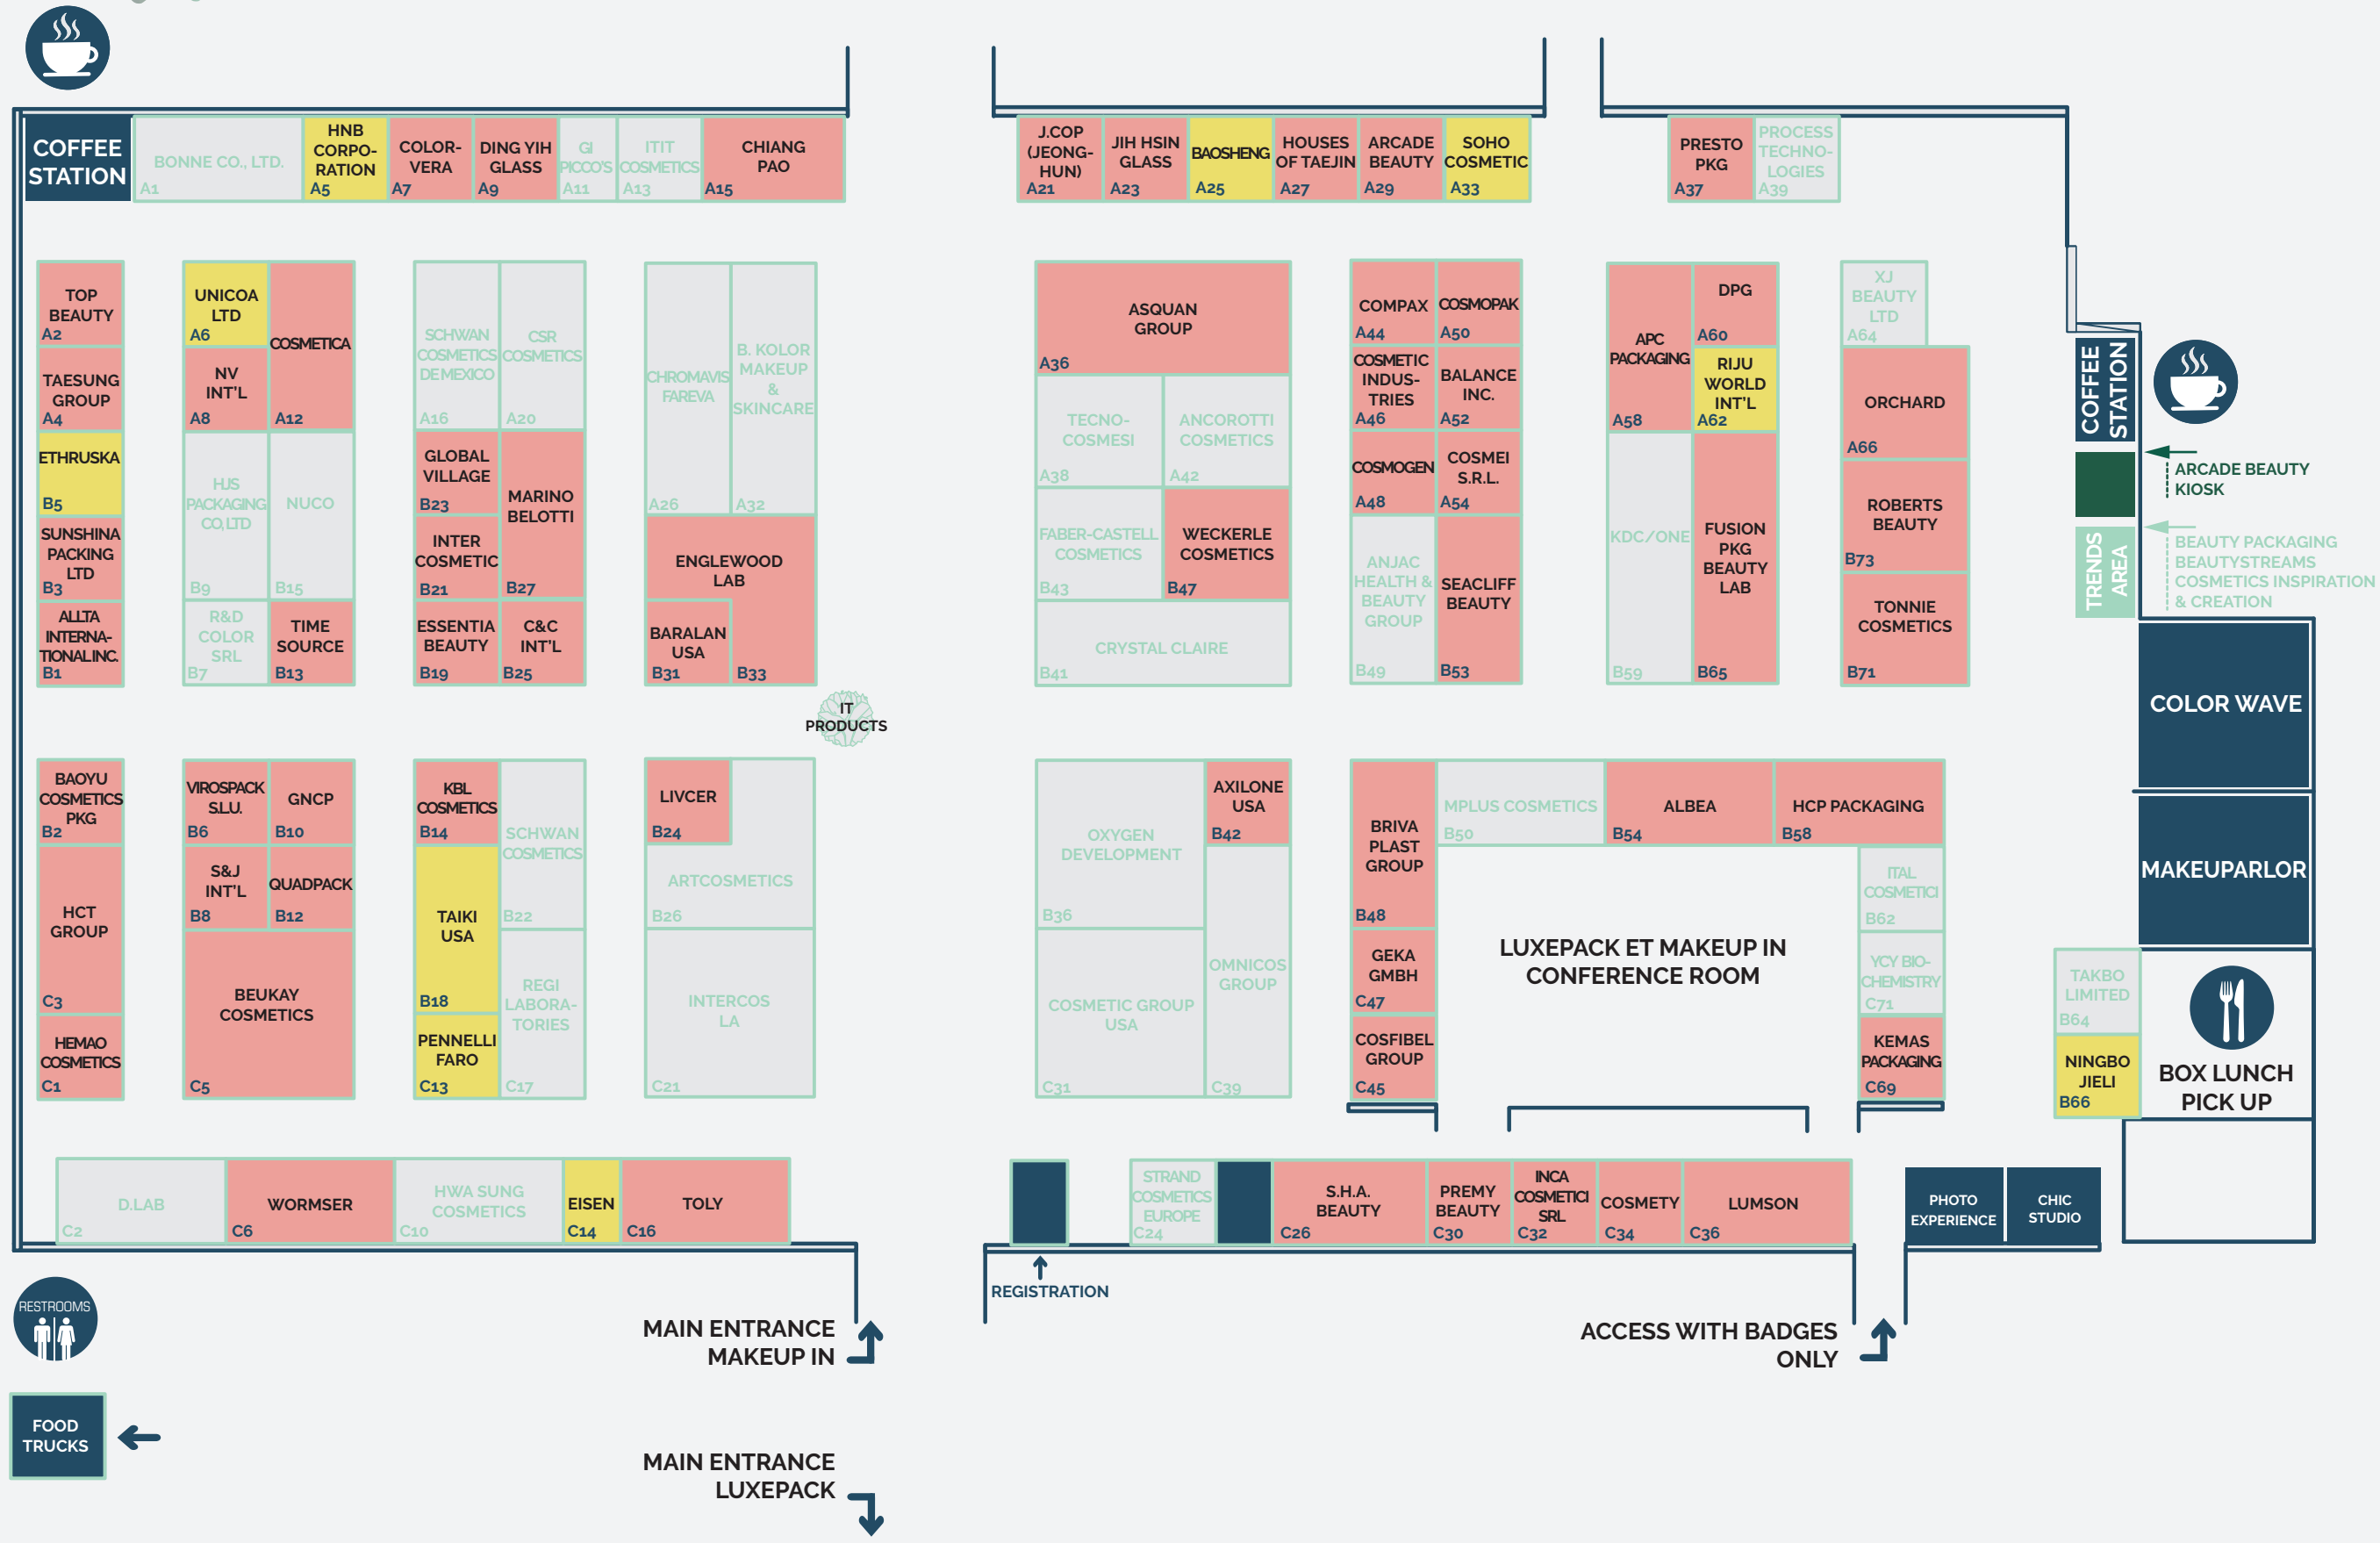 COFFEE
STATION
BONNE CO., LTD.
A1
HNB
CORPO-
RATION
A5
COLOR-
VERA
A7
DING YIH
GLASS
A9
GI
PICCO'S
A11
ITIT
COSMETICS
A13
CHIANG
PAO
A15
J.COP
(JEONG-
HUN)
A21
JIH HSIN
GLASS
A23
BAOSHENG
A25
HOUSES
OF TAEJIN
A27
ARCADE
BEAUTY
A29
SOHO
COSMETIC
A33
PRESTO
PKG
A37
PROCESS
TECHNO-
LOGIES
A39
TOP
BEAUTY
A2
TAESUNG
GROUP
A4
ETHRUSKA
B5
SUNSHINA
PACKING
LTD
B3
ALLTA
INTERNA-
TIONAL INC.
B1
UNICOA
LTD
A6
NV
INT'L
A8
COSMETICA
A12
HJS
PACKAGING
CO, LTD
B9
NUCO
B15
R&D
COLOR
SRL
B7
TIME
SOURCE
B13
SCHWAN
COSMETICS
DE MEXICO
A16
CSR
COSMETICS
A20
GLOBAL
VILLAGE
B23
MARINO
BELOTTI
B27
INTER
COSMETIC
B21
ESSENTIA
BEAUTY
B19
C&C
INT'L
B25
CHROMAVIS
FAREVA
A26
B. KOLOR
MAKEUP
&
SKINCARE
A32
ENGLEWOOD
LAB
B33
BARALAN
USA
B31
IT
PRODUCTS
ASQUAN
GROUP
A36
TECNO-
COSMESI
A38
ANCOROTTI
COSMETICS
A42
FABER-CASTELL
COSMETICS
B43
WECKERLE
COSMETICS
B47
CRYSTAL CLAIRE
B41
COMPAX
A44
COSMOPAK
A50
COSMETIC
INDUS-
TRIES
A46
BALANCE
INC.
A52
COSMOGEN
A48
COSMEI
S.R.L.
A54
ANJAC
HEALTH &
BEAUTY
GROUP
B49
SEACLIFF
BEAUTY
B53
APC
PACKAGING
A58
DPG
A60
RIJU
WORLD
INT'L
A62
KDC/ONE
B59
FUSION
PKG
BEAUTY
LAB
B65
XJ
BEAUTY
LTD
A64
ORCHARD
A66
ROBERTS
BEAUTY
B73
TONNIE
COSMETICS
B71
COFFEE
STATION
ARCADE BEAUTY
KIOSK
TRENDS
AREA
BEAUTY PACKAGING
BEAUTYSTREAMS
COSMETICS INSPIRATION
& CREATION
COLOR WAVE
MAKEUPARLOR
BAOYU
COSMETICS
PKG
B2
HCT
GROUP
C3
HEMAO
COSMETICS
C1
VIROSPACK
S.L.U.
B6
GNCP
B10
S&J
INT'L
B8
QUADPACK
B12
BEUKAY
COSMETICS
C5
KBL
COSMETICS
B14
SCHWAN
COSMETICS
B22
TAIKI
USA
B18
PENNELLI
FARO
C13
REGI
LABORA-
TORIES
C17
LIVCER
B24
ARTCOSMETICS
B26
INTERCOS
LA
C21
OXYGEN
DEVELOPMENT
B36
AXILONE
USA
B42
COSMETIC GROUP
USA
C31
OMNICOS
GROUP
C39
BRIVA
PLAST
GROUP
B48
GEKA
GMBH
C47
COSFIBEL
GROUP
C45
MPLUS COSMETICS
B50
ALBEA
B54
HCP PACKAGING
B58
LUXEPACK ET MAKEUP IN
CONFERENCE ROOM
ITAL
COSMETICI
B62
YCY BIO-
CHEMISTRY
C71
KEMAS
PACKAGING
C69
TAKBO
LIMITED
B64
NINGBO
JIELI
B66
BOX LUNCH
PICK UP
D.LAB
C2
WORMSER
C6
HWA SUNG
COSMETICS
C10
EISEN
C14
TOLY
C16
STRAND
COSMETICS
EUROPE
C24
S.H.A.
BEAUTY
C26
PREMY
BEAUTY
C30
INCA
COSMETICI
SRL
C32
COSMETY
C34
LUMSON
C36
PHOTO
EXPERIENCE
CHIC
STUDIO
REGISTRATION
RESTROOMS
MAIN ENTRANCE
MAKEUP IN
ACCESS WITH BADGES
ONLY
FOOD
TRUCKS
MAIN ENTRANCE
LUXEPACK